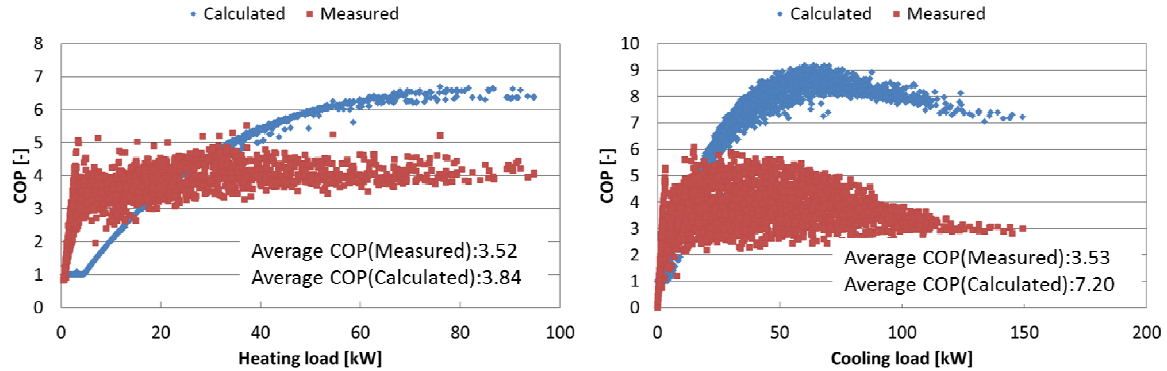 Calculated Measured
8
7
6
5
4
3
2
1
0
COP [-]
Average COP(Measured):3.52
Average COP(Calculated):3.84
0 20 40 60 80 100
Heating load [kW]
Calculated Measured
10
9
8
7
6
5
4
3
2
1
0
COP [-]
Average COP(Measured):3.53
Average COP(Calculated):7.20
0 50 100 150 200
Cooling load [kW]